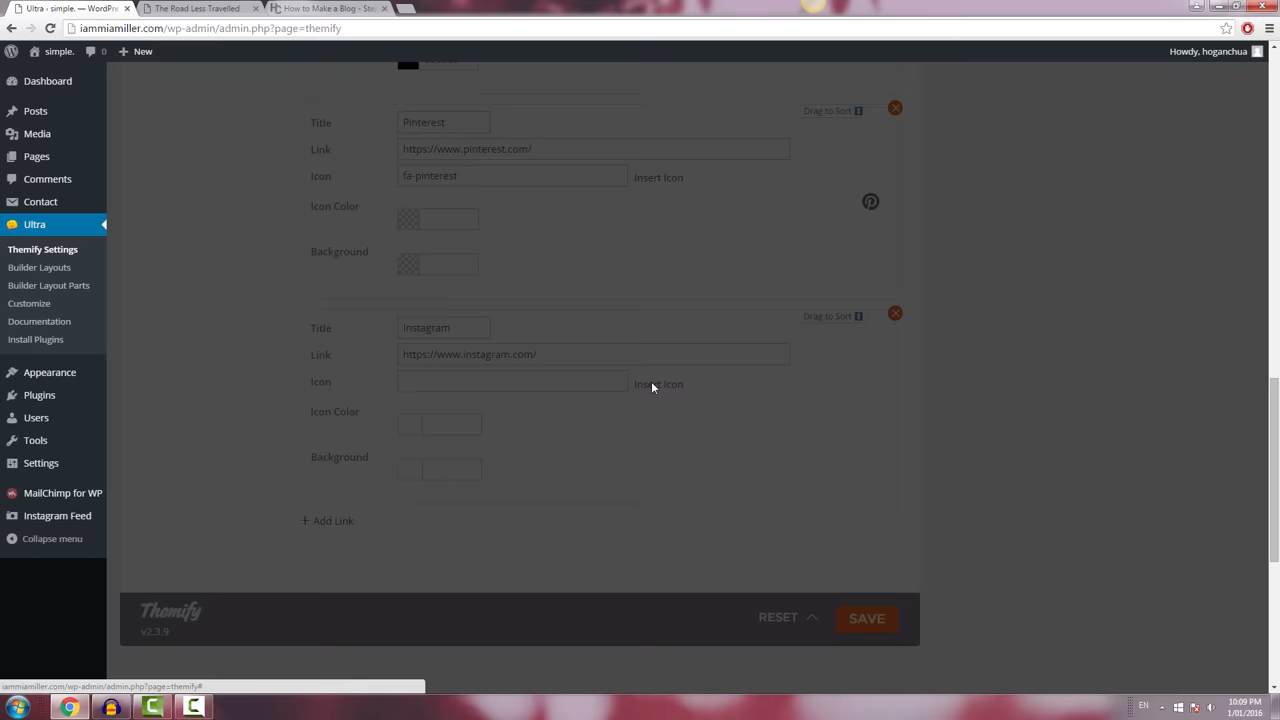 Ultra ‹ simple. — WordPre
The Road Less Travelled
How to Make a Blog - Step
iammiamiller.com/wp-admin/admin.php?page=themify
simple.
0
New
Howdy, hoganchua
Dashboard
Posts
Media
Pages
Comments
Contact
Ultra
Themify Settings
Builder Layouts
Builder Layout Parts
Customize
Documentation
Install Plugins
Appearance
Plugins
Users
Tools
Settings
MailChimp for WP
Instagram Feed
Collapse menu
Drag to Sort
Title
Pinterest
Link
https://www.pinterest.com/
Icon
fa-pinterest
Insert Icon
Icon Color
Background
Drag to Sort
Title
Instagram
Link
https://www.instagram.com/
Icon
Insert Icon
Icon Color
Background
+ Add Link
Themify
v2.3.9
RESET
SAVE
iammiamiller.com/wp-admin/admin.php?page=themify#
EN
10:09 PM
1/01/2016